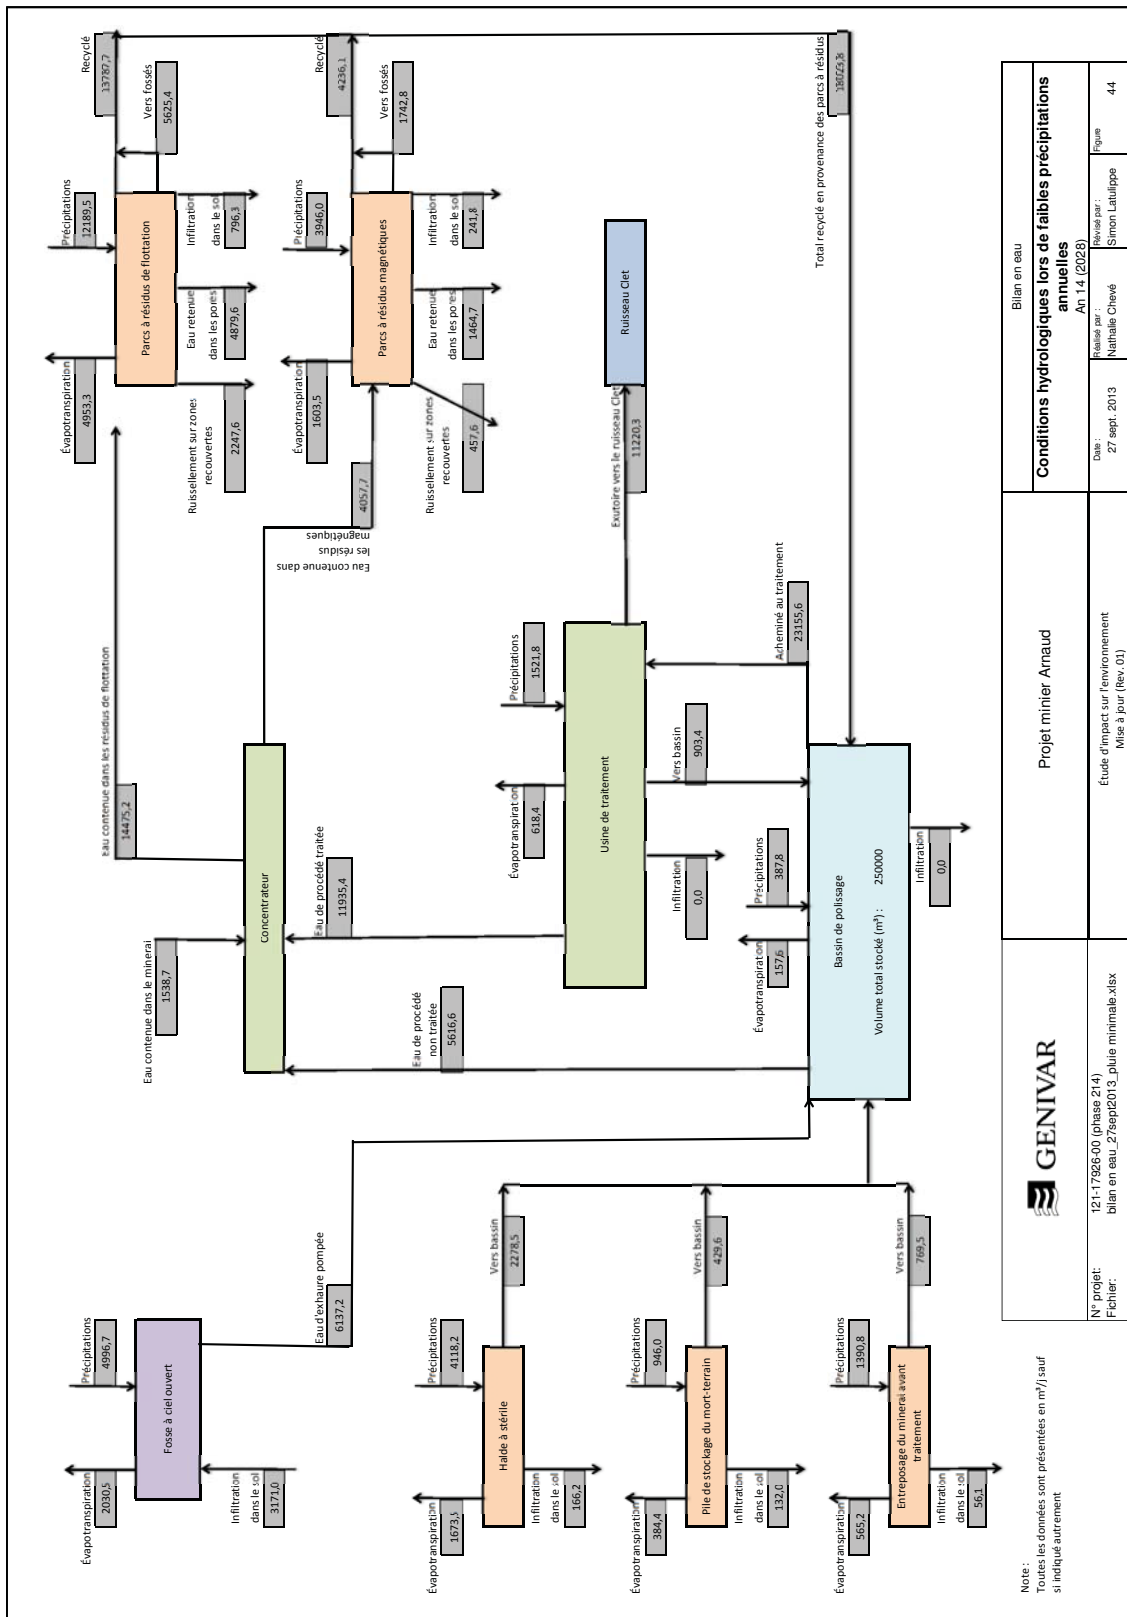 Évapotranspiration
2030,5
Précipitations
4996,7
Fosse à ciel ouvert
Infiltration
dans le sol
3171,0
Eau d'exhaure pompée
6137,2
Évapotranspiration
1673,5
Précipitations
4118,2
Halde à stérile
Infiltration
dans le sol
166,2
Vers bassin
2278,5
Évapotranspiration
384,4
Précipitations
946,0
Pile de stockage du mort-terrain
Infiltration
dans le sol
132,0
Vers bassin
429,6
Évapotranspiration
565,2
Précipitations
1390,8
Entreposage du minerai avant
traitement
Infiltration
dans le sol
56,1
Vers bassin
769,5
Eau contenue dans le minerai
1538,7
Concentrateur
Eau contenue dans les résidus de flottation
14475,2
Eau contenue dans
les résidus
magnétiques
4057,7
Eau de procédé
non traitée
5616,6
Eau de procédé traitée
11935,4
Évapotranspiration
618,4
Précipitations
1521,8
Usine de traitement
Infiltration
0,0
Vers bassin
903,4
Acheminé au traitement
23155,6
Exutoire vers le ruisseau Clet
11220,3
Ruisseau Clet
Évapotranspiration
157,6
Précipitations
387,8
Bassin de polissage
Volume total stocké (m³) : 250000
Infiltration
0,0
Évapotranspiration
4953,3
Précipitations
12189,5
Parcs à résidus de flottation
Ruissellement sur zones
recouvertes
2247,6
Eau retenue
dans les pores
4879,6
Infiltration
dans le sol
796,3
Vers fossés
5625,4
Recyclé
13787,7
Évapotranspiration
1603,5
Précipitations
3946,0
Parcs à résidus magnétiques
Ruissellement sur zones
recouvertes
457,6
Eau retenue
dans les pores
1464,7
Infiltration
dans le sol
241,8
Vers fossés
1742,8
Recyclé
4236,1
Total recyclé en provenance des parcs à résidus
18023,8
Note :
Toutes les données sont présentées en m³/j sauf
si indiqué autrement
GENIVAR
N° projet: 121-17926-00 (phase 214)
Fichier: bilan en eau_27sept2013_pluie minimale.xlsx
Projet minier Arnaud
Étude d'impact sur l'environnement
Mise à jour (Rev. 01)
Bilan en eau
Conditions hydrologiques lors de faibles précipitations
annuelles
An 14 (2028)
Date :
27 sept. 2013
Réalisé par :
Nathalie Chevé
Révisé par :
Simon Latulippe
Figure
44